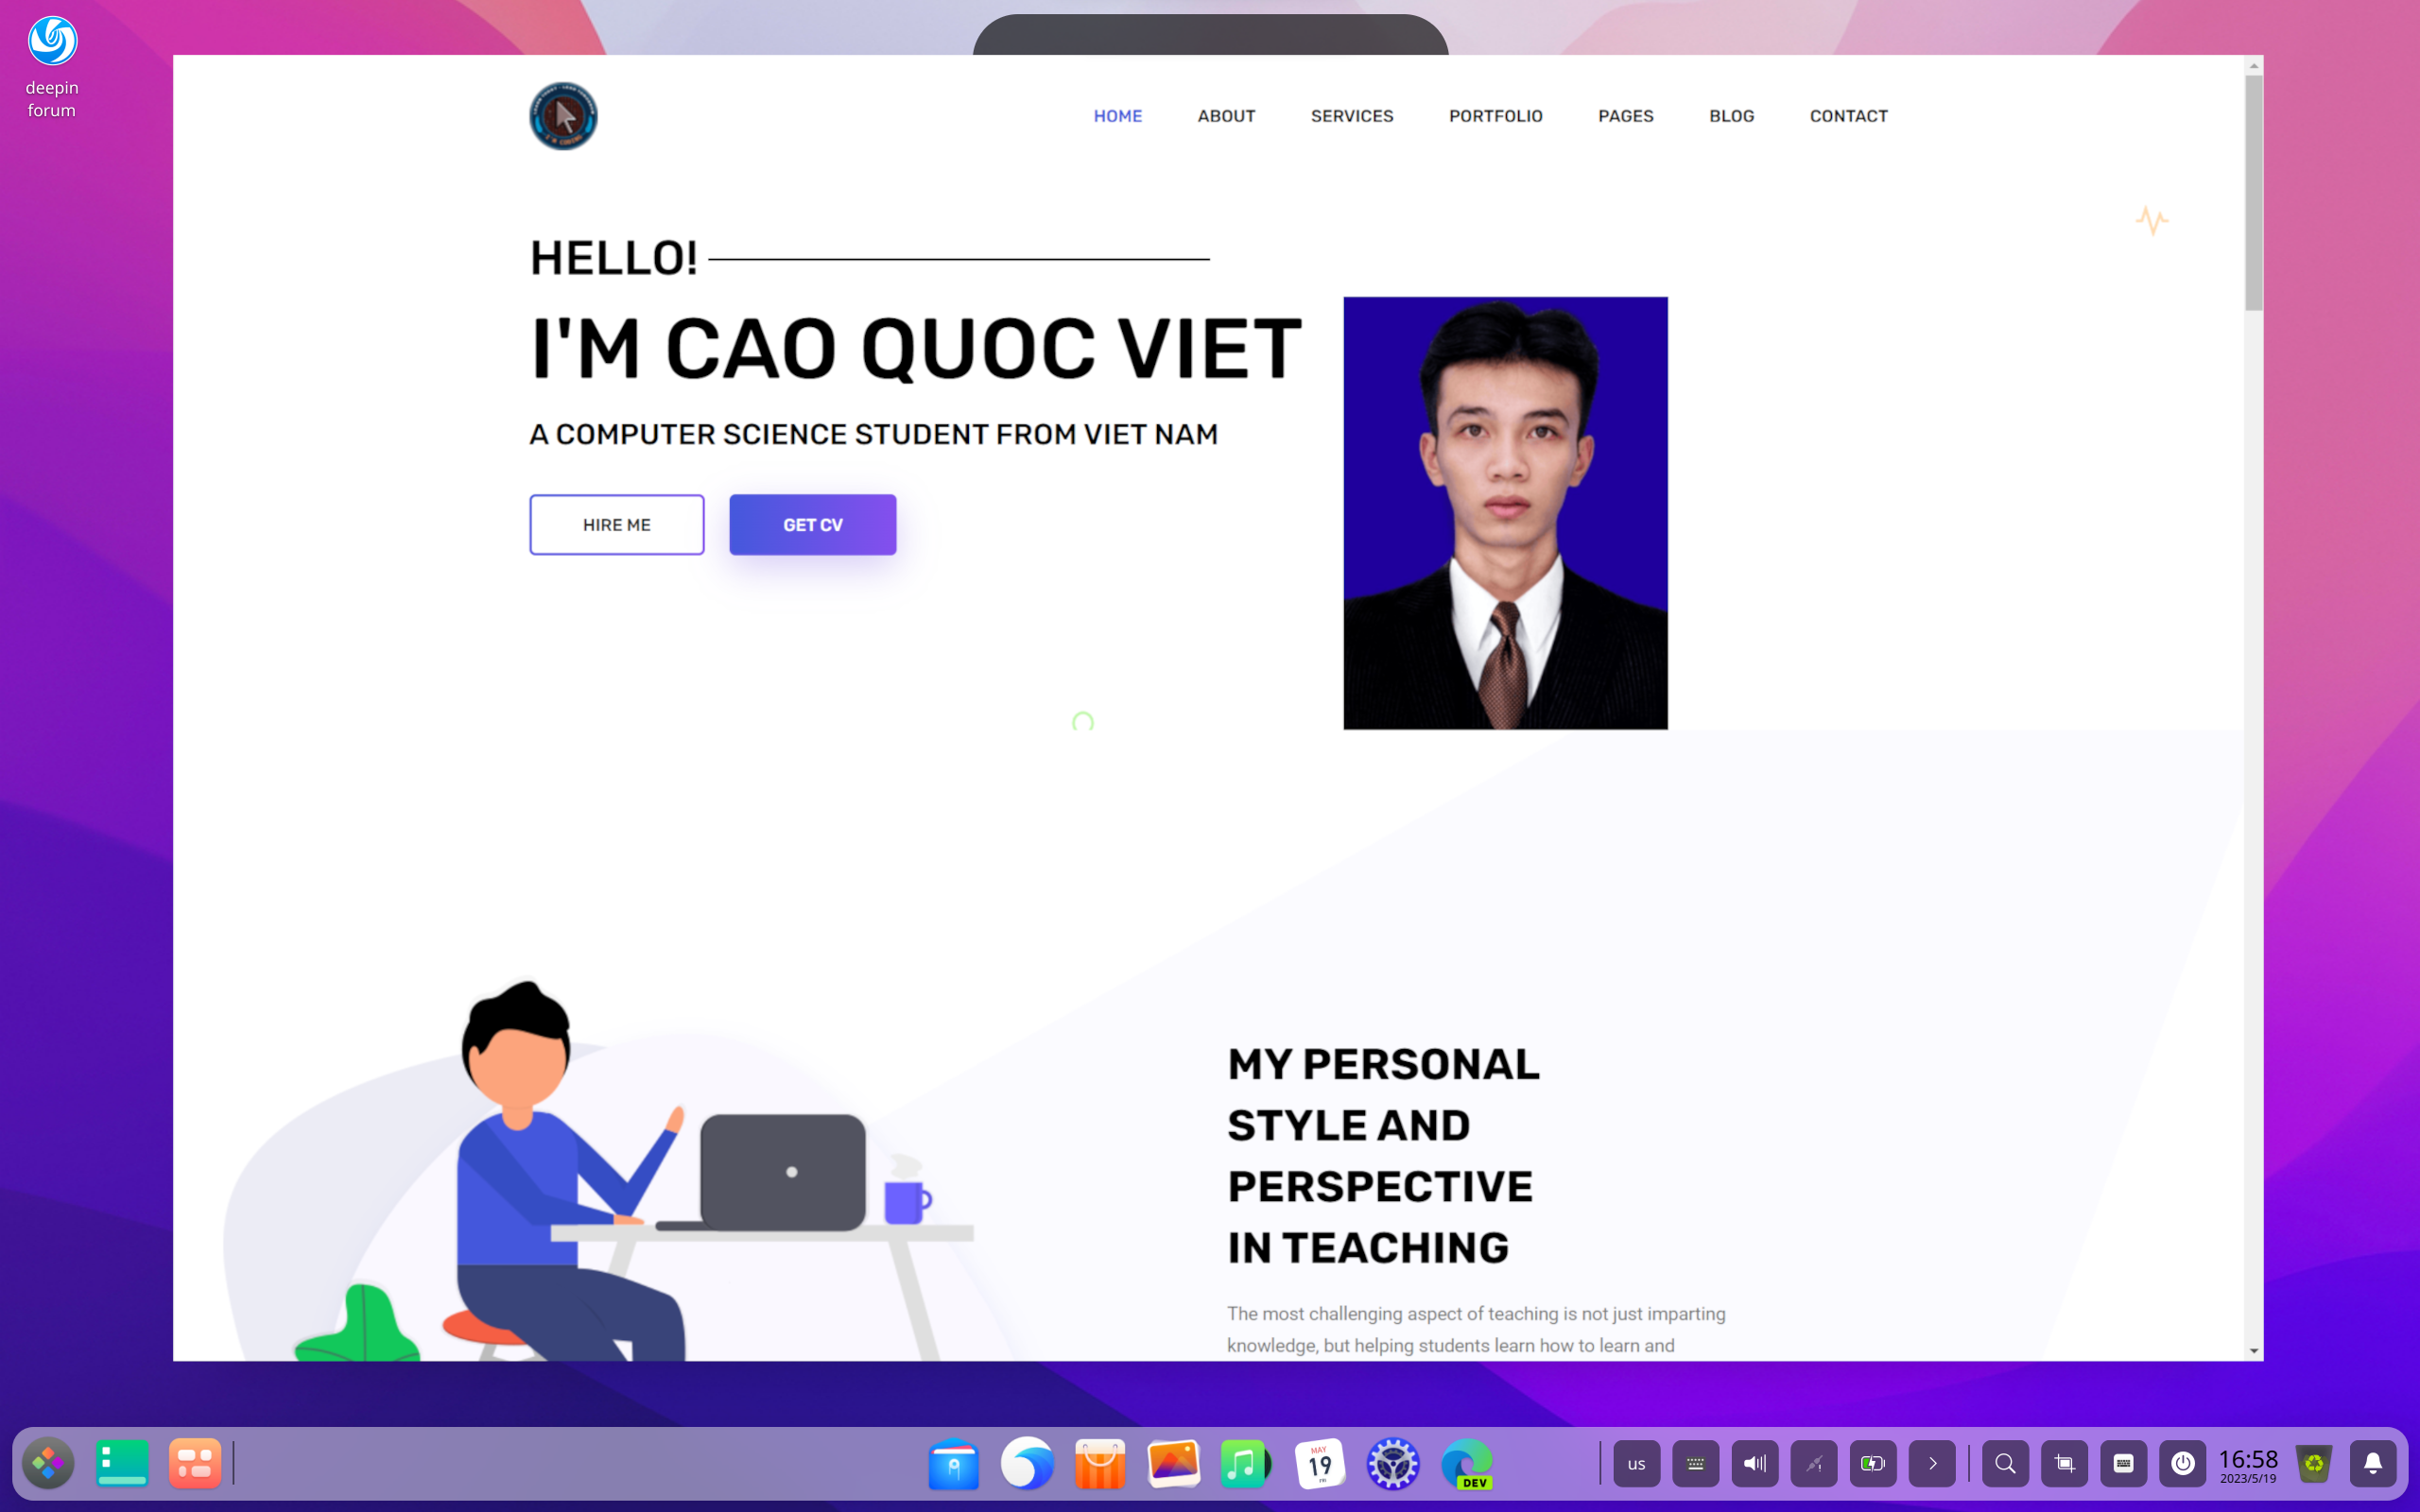 deepin
forum
HOME ABOUT SERVICES PORTFOLIO PAGES BLOG CONTACT
HELLO!
I'M CAO QUOC VIET
A COMPUTER SCIENCE STUDENT FROM VIET NAM
HIRE ME GET CV
MY PERSONAL
STYLE AND
PERSPECTIVE
IN TEACHING
The most challenging aspect of teaching is not just imparting
knowledge, but helping students learn how to learn and
MAY
19
DEV
us
16:58
2023/5/19